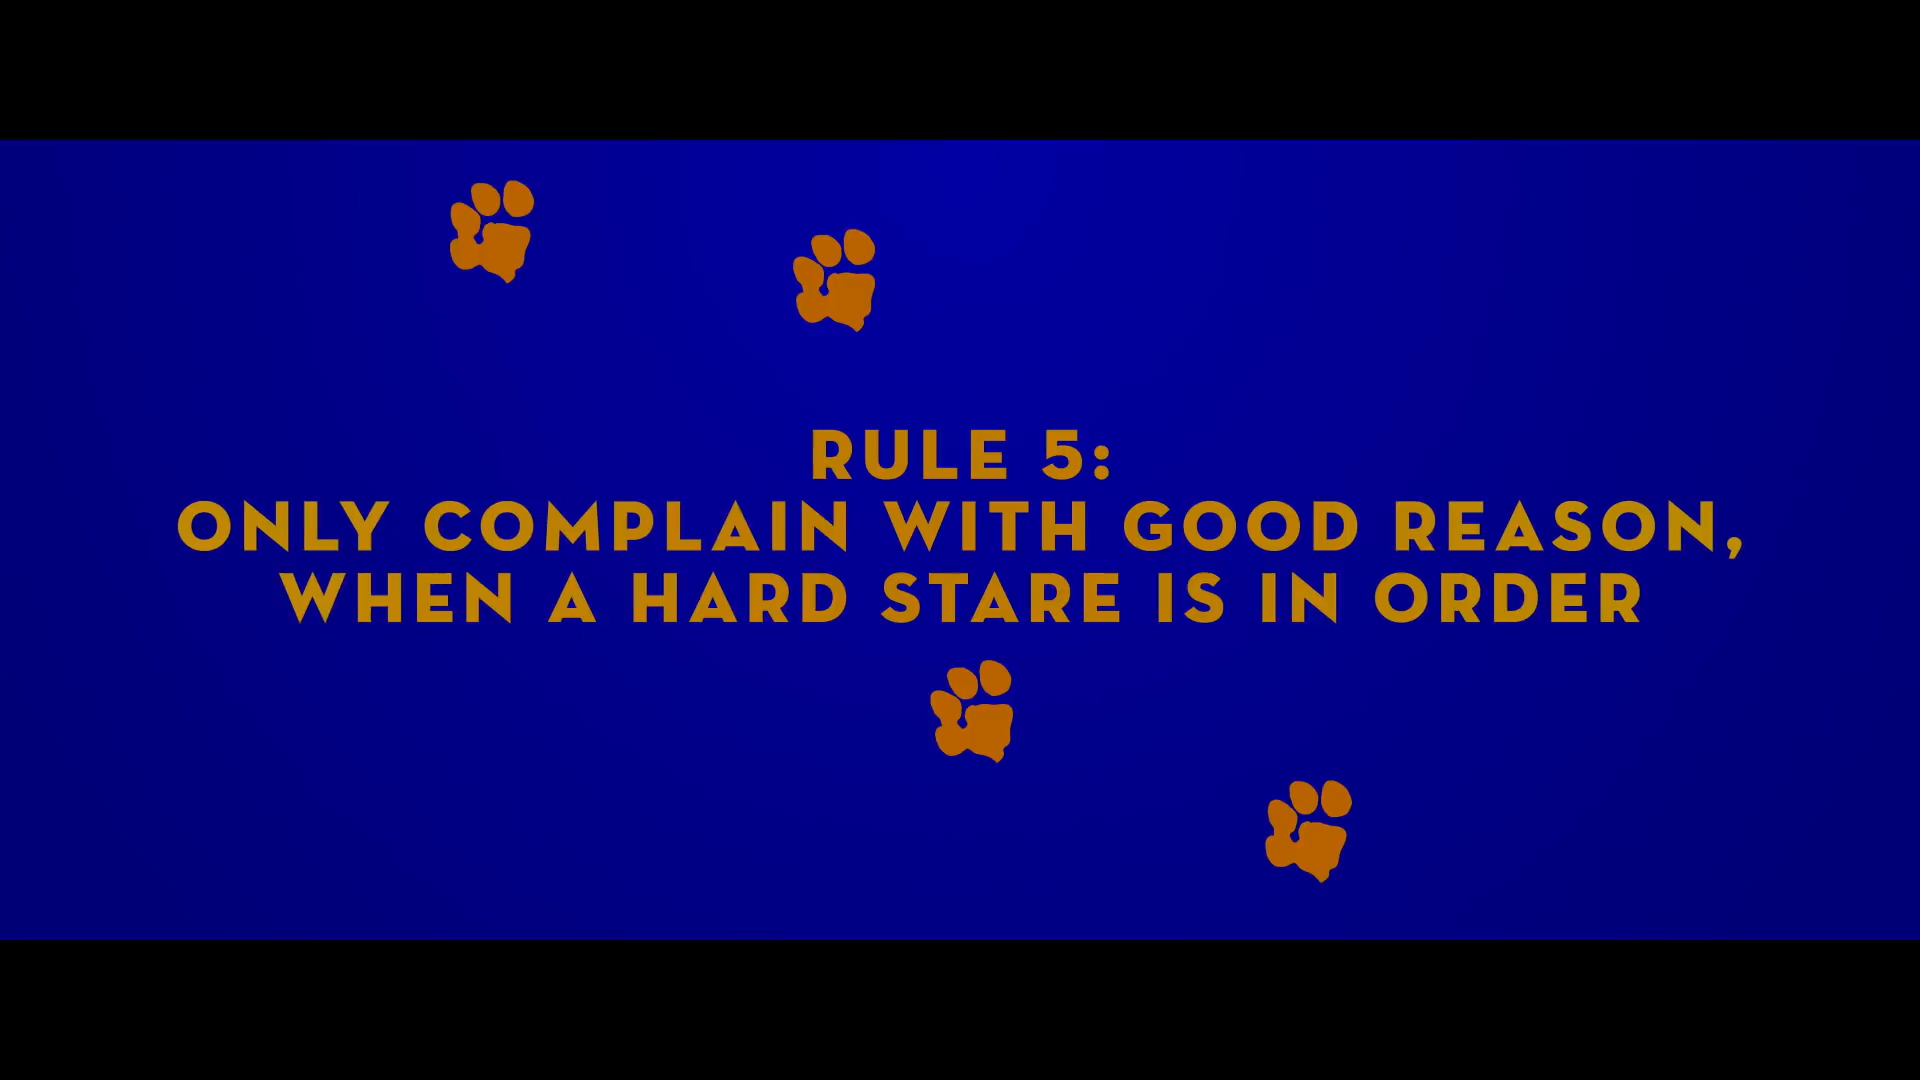 RULE 5:
ONLY COMPLAIN WITH GOOD REASON,
WHEN A HARD STARE IS IN ORDER